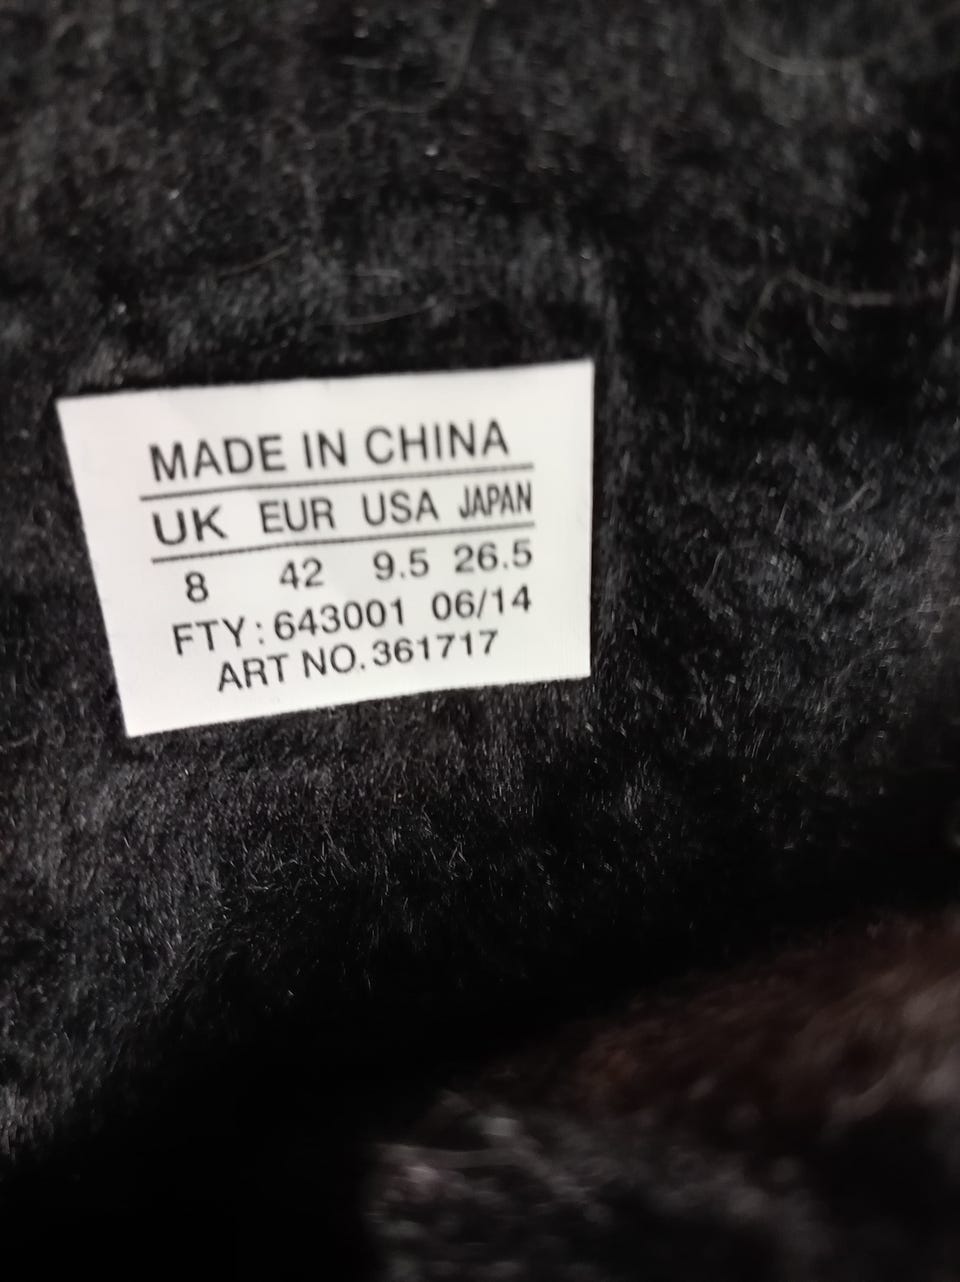 MADE IN CHINA
UK EUR USA JAPAN
8 42 9.5 26.5
FTY: 643001 06/14
ART NO. 361717